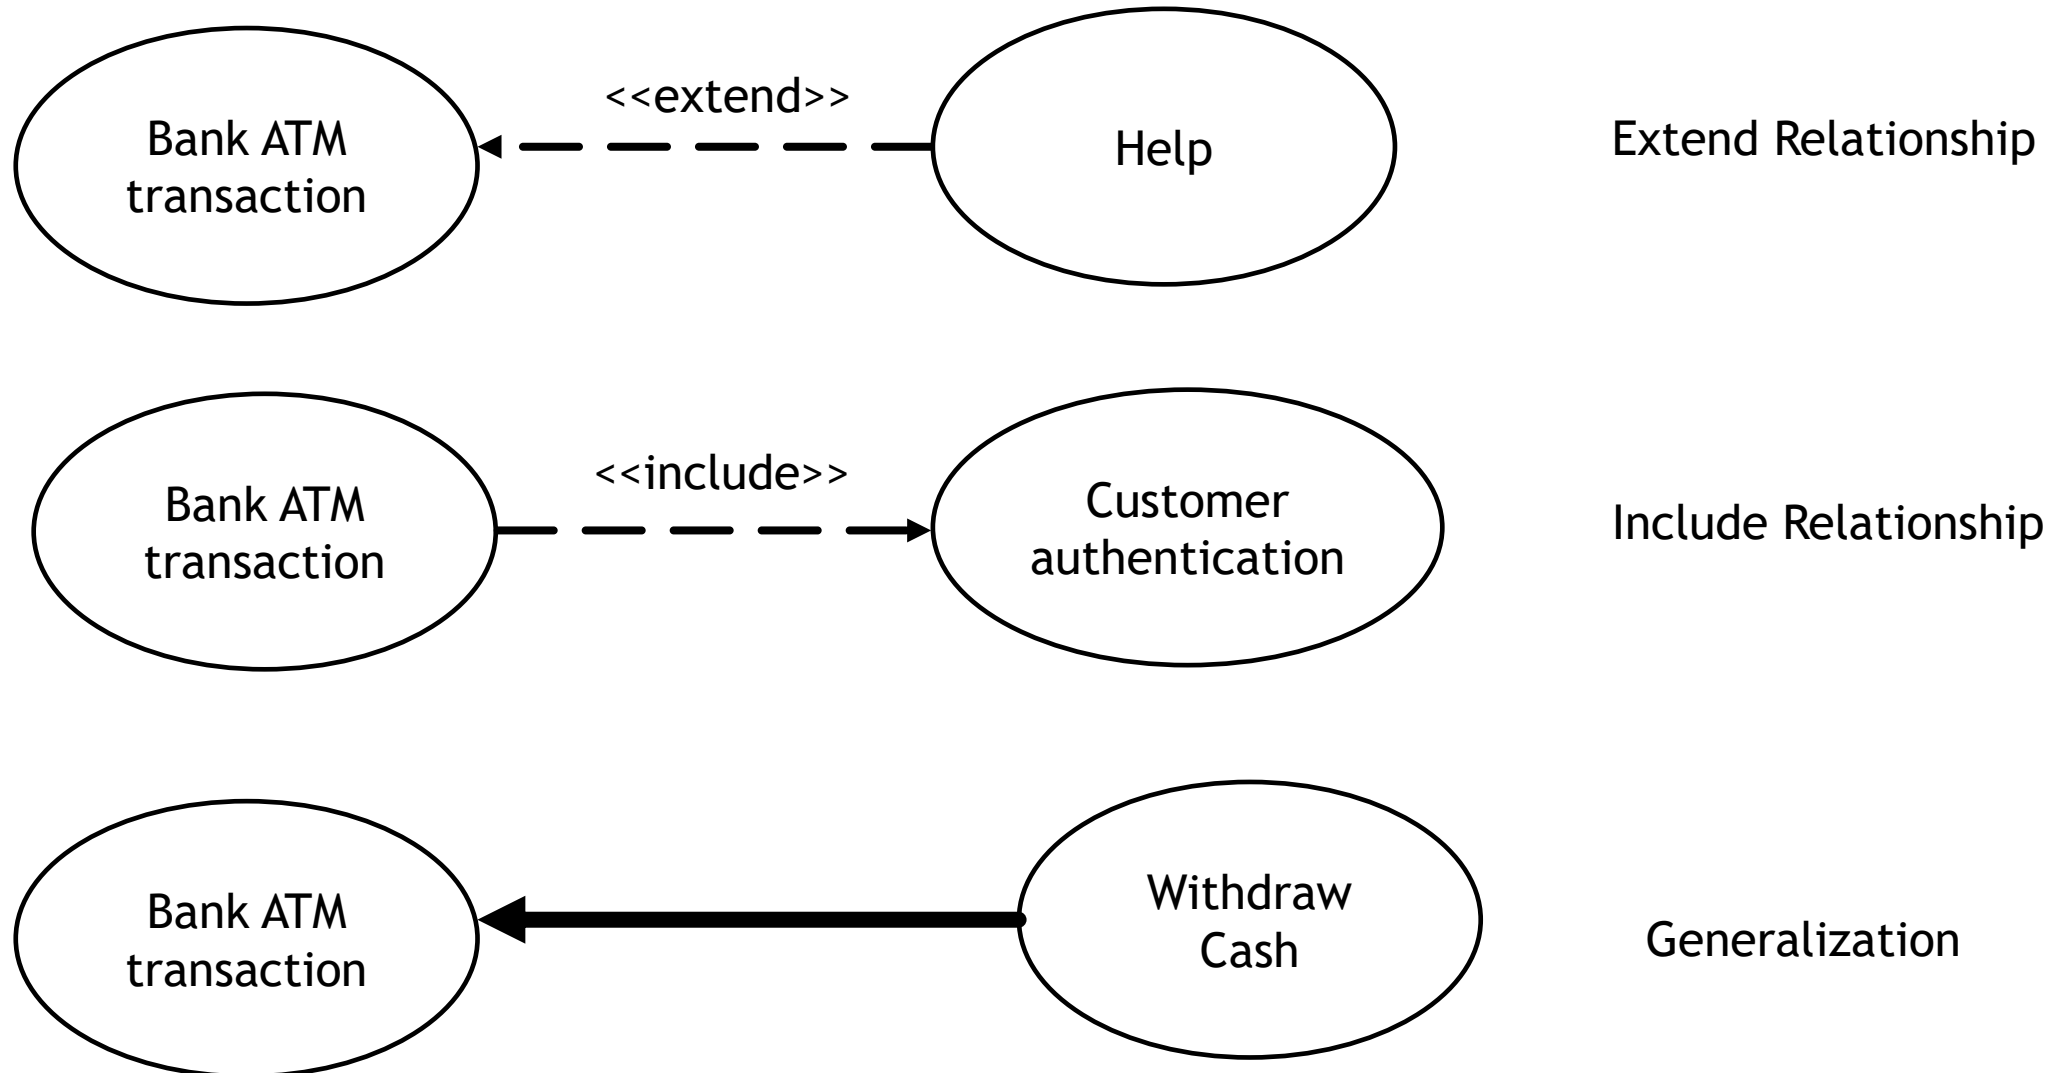 Bank ATM
transaction
<<extend>>
Help
Extend Relationship
Bank ATM
transaction
<<include>>
Customer
authentication
Include Relationship
Bank ATM
transaction
Withdraw
Cash
Generalization